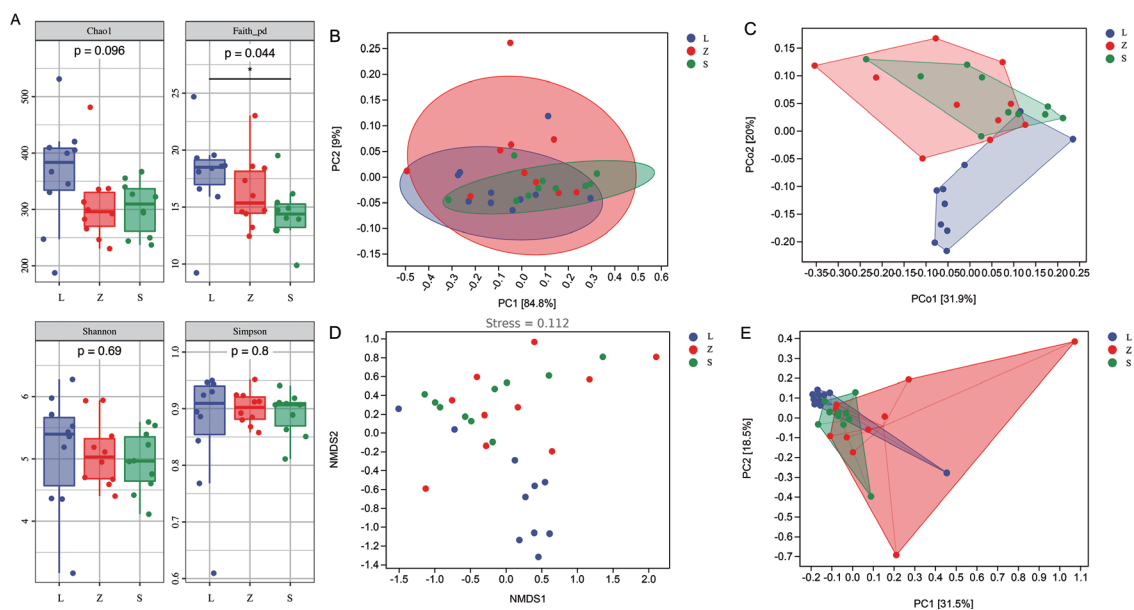 A
Chao1
p = 0.096
500
400
300
200
L Z S
Faith_pd
p = 0.044
*
25
20
15
10
L Z S
Shannon
p = 0.69
6
5
4
L Z S
Simpson
p = 0.8
1.0
0.9
0.8
0.7
0.6
L Z S
B
L
Z
S
PC2 [9%]
0.25
0.20
0.15
0.10
0.05
0.00
-0.05
-0.10
-0.15
-0.5 -0.4 -0.3 -0.2 -0.1 0.0 0.1 0.2 0.3 0.4 0.5 0.6
PC1 [84.8%]
C
L
Z
S
PCo2 [20%]
0.15
0.10
0.05
0.00
-0.05
-0.10
-0.15
-0.20
-0.35 -0.30 -0.25 -0.20 -0.15 -0.10 -0.05 0.00 0.05 0.10 0.15 0.20 0.25
PCo1 [31.9%]
D
Stress = 0.112
L
Z
S
NMDS2
1.0
0.8
0.6
0.4
0.2
0.0
-0.2
-0.4
-0.6
-0.8
-1.0
-1.2
-1.4
-1.5 -1.0 -0.5 0.0 0.5 1.0 1.5 2.0
NMDS1
E
L
Z
S
PC2 [18.5%]
0.4
0.3
0.2
0.1
-0.0
-0.1
-0.2
-0.3
-0.4
-0.5
-0.6
-0.7
-0.2 -0.1 0.0 0.1 0.2 0.3 0.4 0.5 0.6 0.7 0.8 0.9 1.0 1.1
PC1 [31.5%]